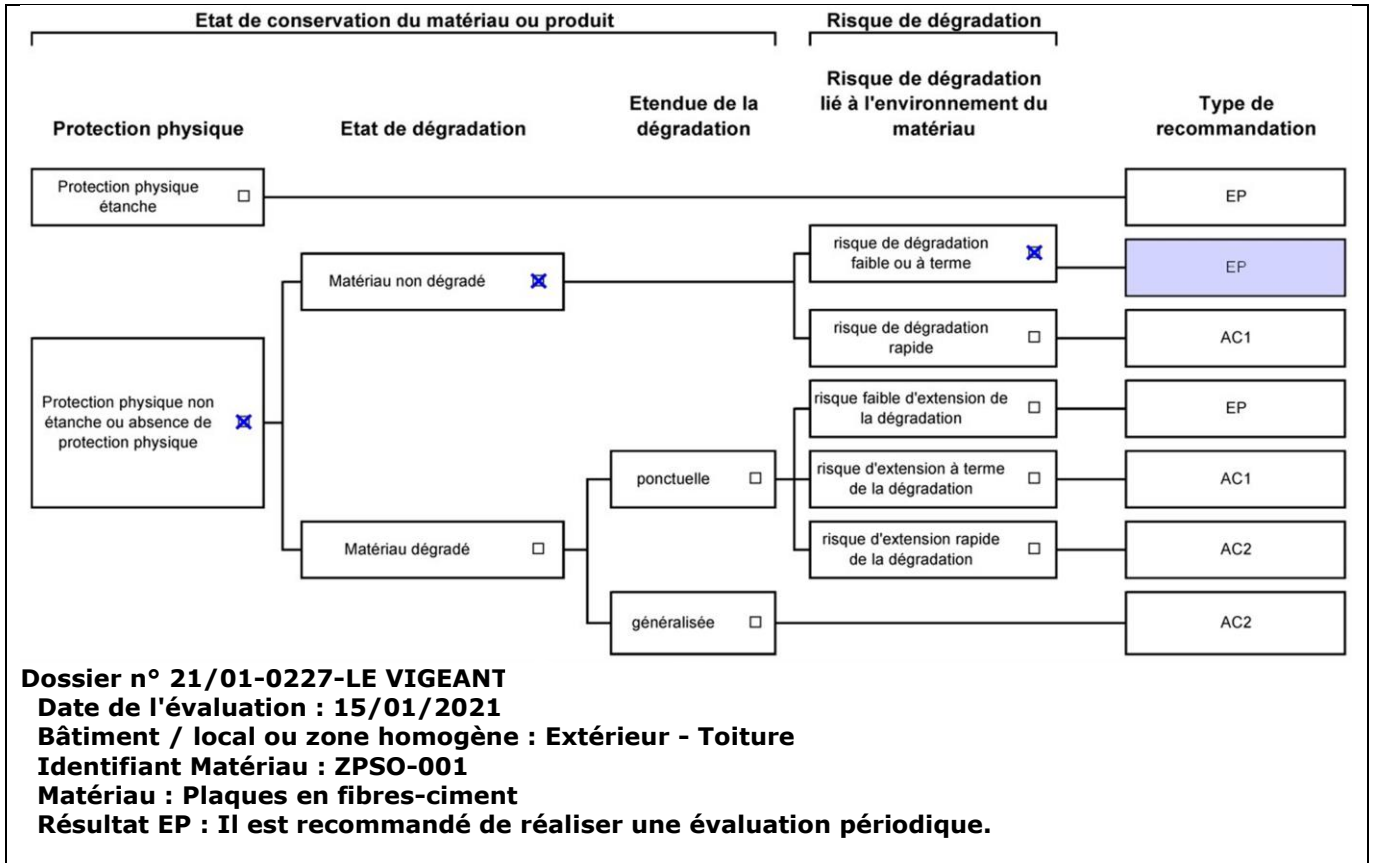 Etat de conservation du matériau ou produit
Risque de dégradation
Protection physique
Etat de dégradation
Etendue de la
dégradation
Risque de dégradation
lié à l'environnement du
matériau
Type de
recommandation
Protection physique
étanche
EP
risque de dégradation
faible ou à terme
EP
Matériau non dégradé
risque de dégradation
rapide
AC1
Protection physique non
étanche ou absence de
protection physique
risque faible d'extension de
la dégradation
EP
ponctuelle
risque d'extension à terme
de la dégradation
AC1
Matériau dégradé
risque d'extension rapide
de la dégradation
AC2
généralisée
AC2
Dossier n° 21/01-0227-LE VIGEANT
Date de l'évaluation : 15/01/2021
Bâtiment / local ou zone homogène : Extérieur - Toiture
Identifiant Matériau : ZPSO-001
Matériau : Plaques en fibres-ciment
Résultat EP : Il est recommandé de réaliser une évaluation périodique.